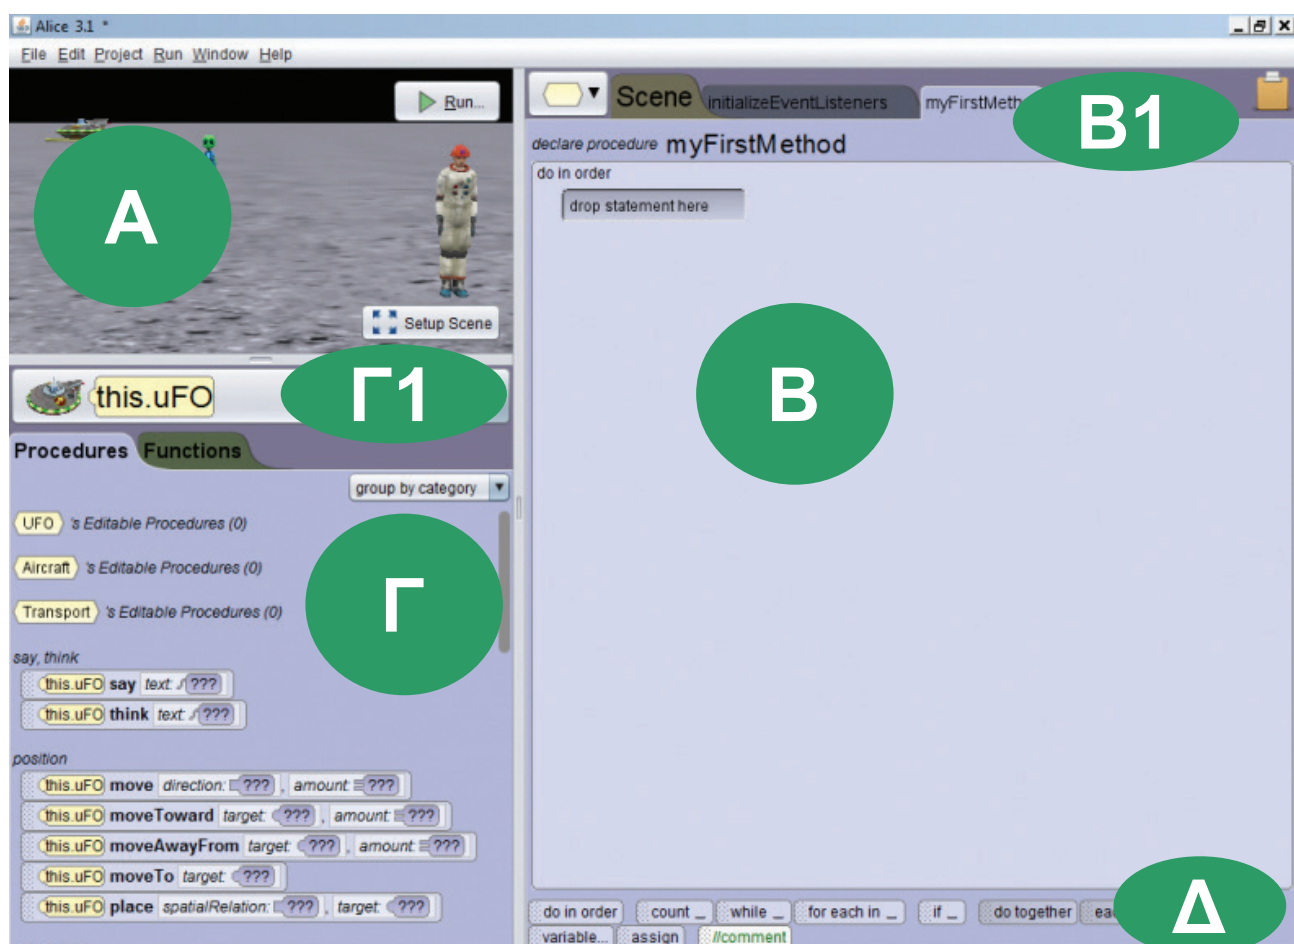 Alice 3.1 *
File Edit Project Run Window Help
Run...
Α
Setup Scene
this.uFO
Γ1
Procedures Functions
group by category
UFO 's Editable Procedures (0)
Aircraft 's Editable Procedures (0)
Transport 's Editable Procedures (0)
Γ
say, think
this.uFO say text: ???
this.uFO think text: ???
position
this.uFO move direction: ??? , amount: ???
this.uFO moveToward target: ??? , amount: ???
this.uFO moveAwayFrom target: ??? , amount: ???
this.uFO moveTo target: ???
this.uFO place spatialRelation: ??? , target: ???
Scene initializeEventListeners
Β1
declare procedure myFirstMethod
do in order
drop statement here
Β
do in order count _ while _ for each in _ if _ do together
Δ
variable... assign //comment